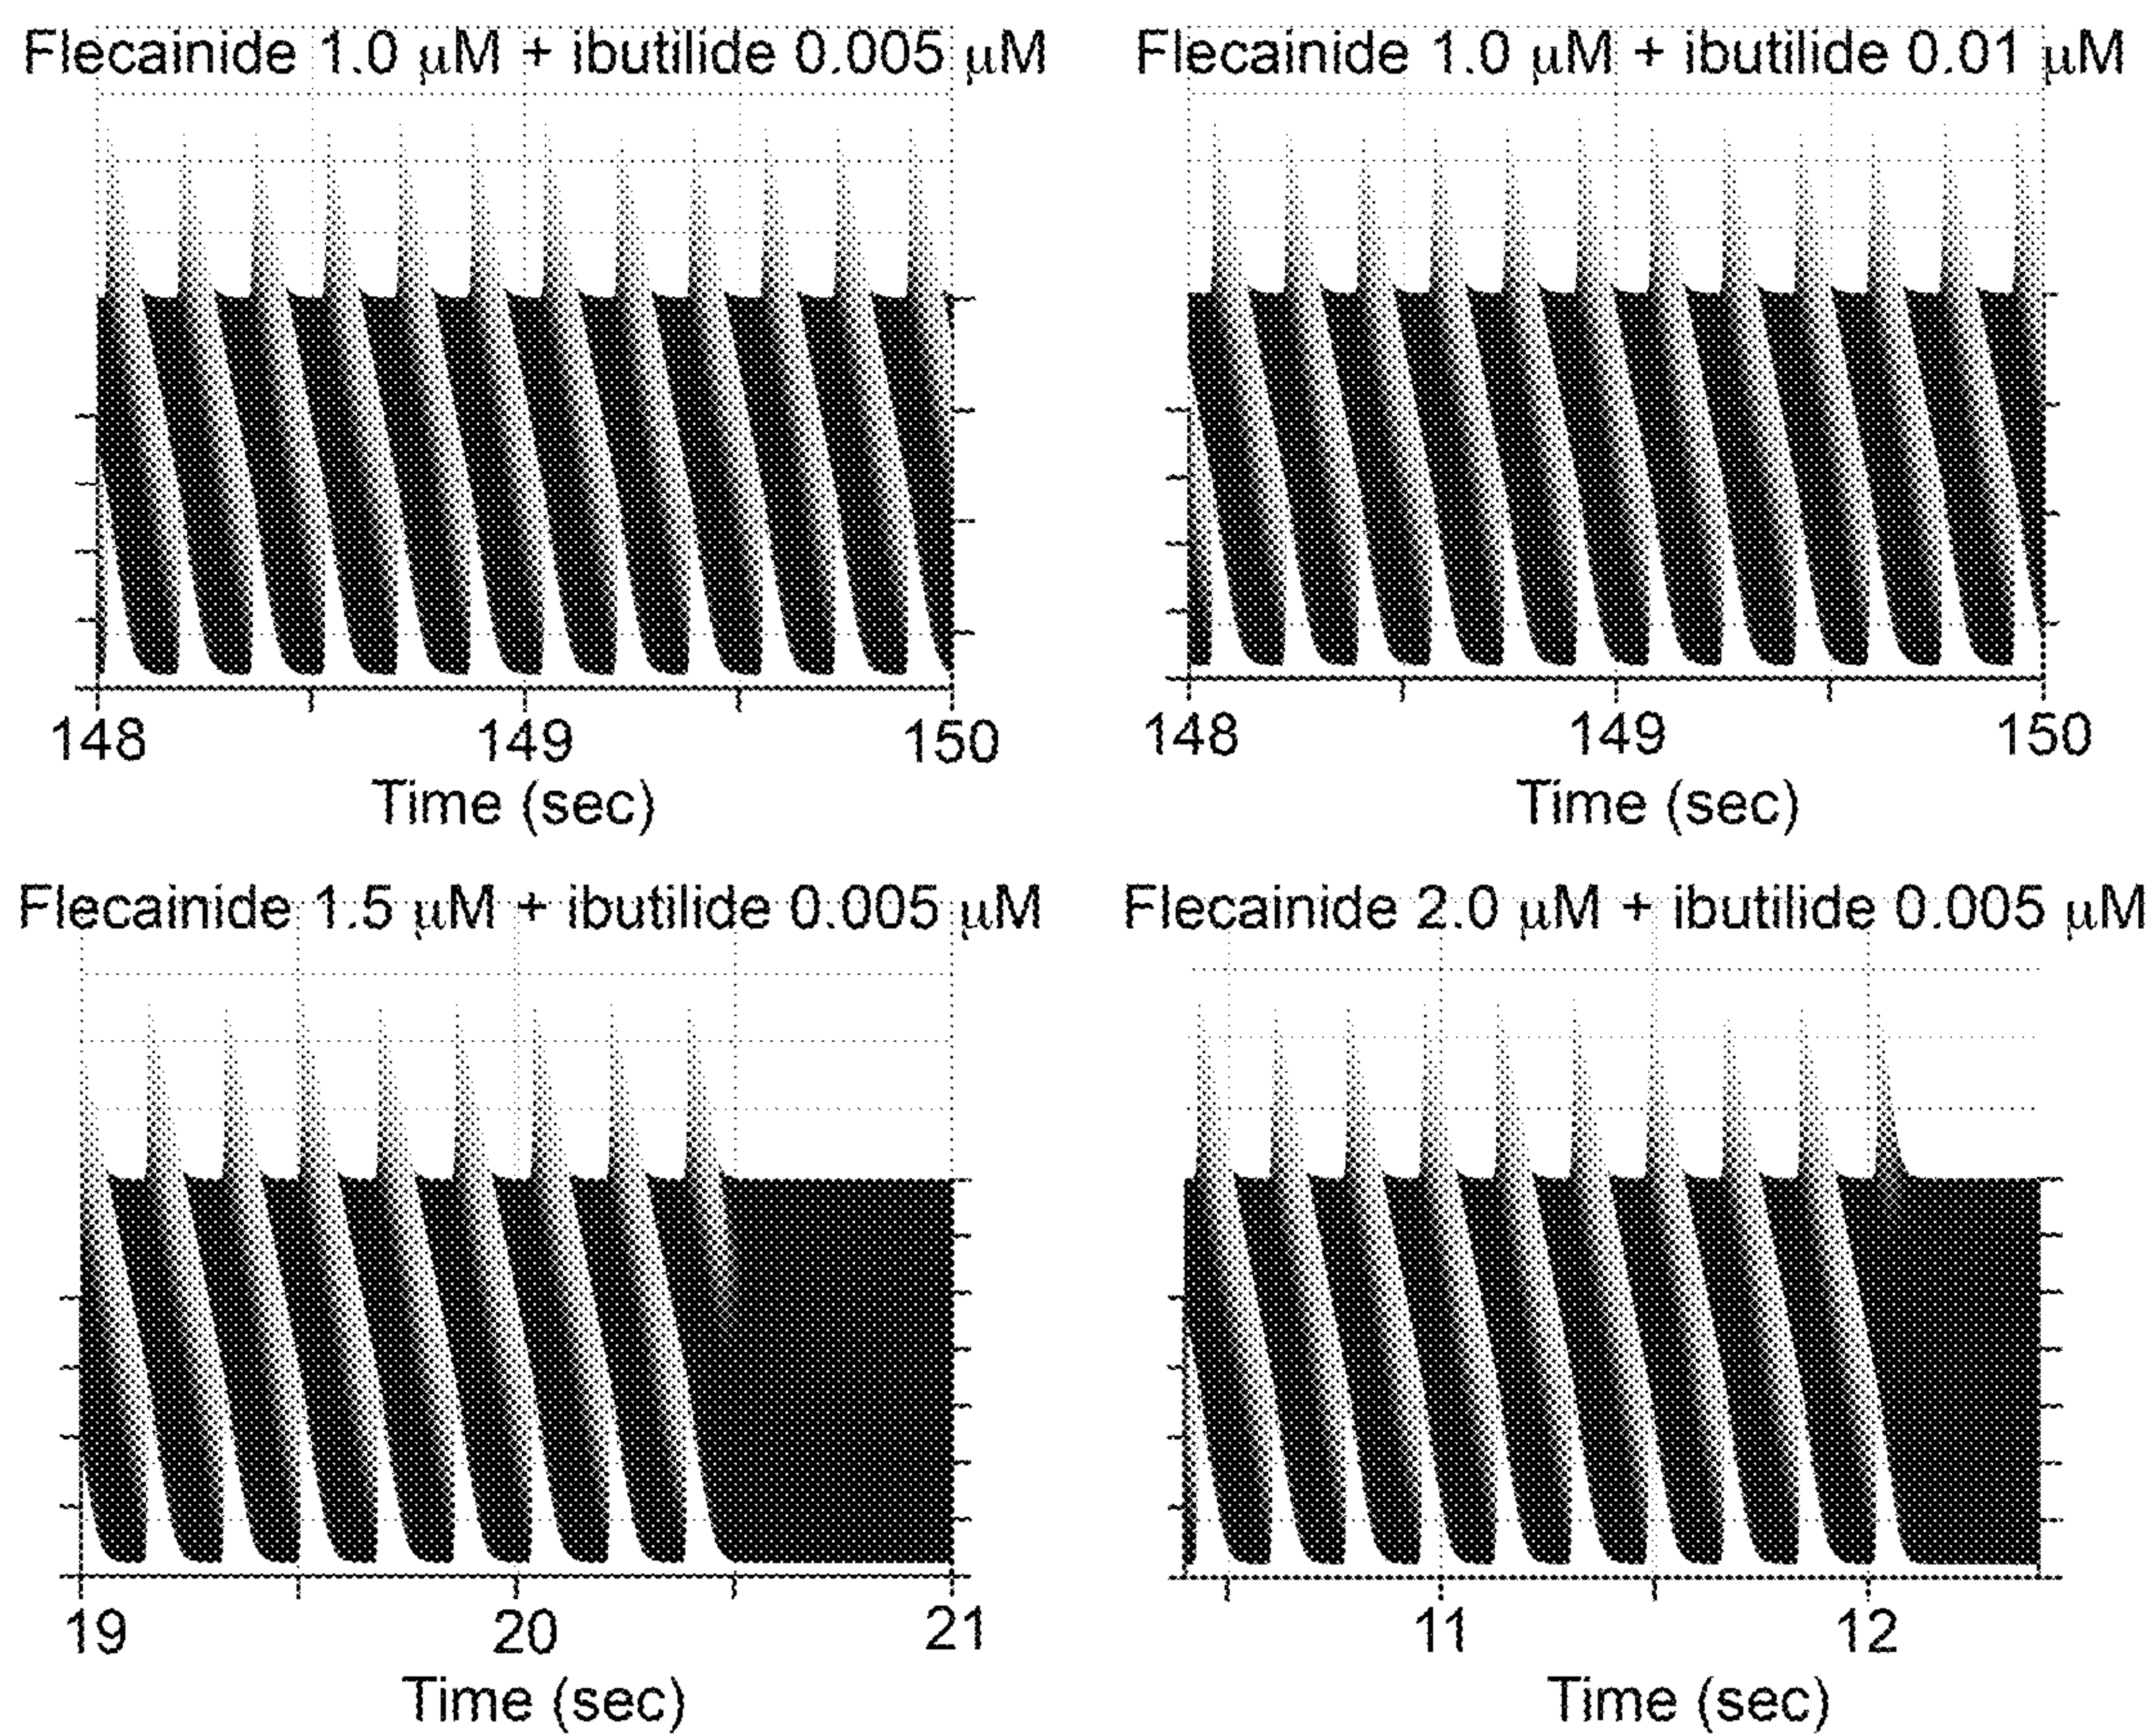 Flecainide 1.0 μM + ibutilide 0.005 μM
148 149 150
Time (sec)
Flecainide 1.0 μM + ibutilide 0.01 μM
148 149 150
Time (sec)
Flecainide 1.5 μM + ibutilide 0.005 μM
19 20 21
Time (sec)
Flecainide 2.0 μM + ibutilide 0.005 μM
11 12
Time (sec)